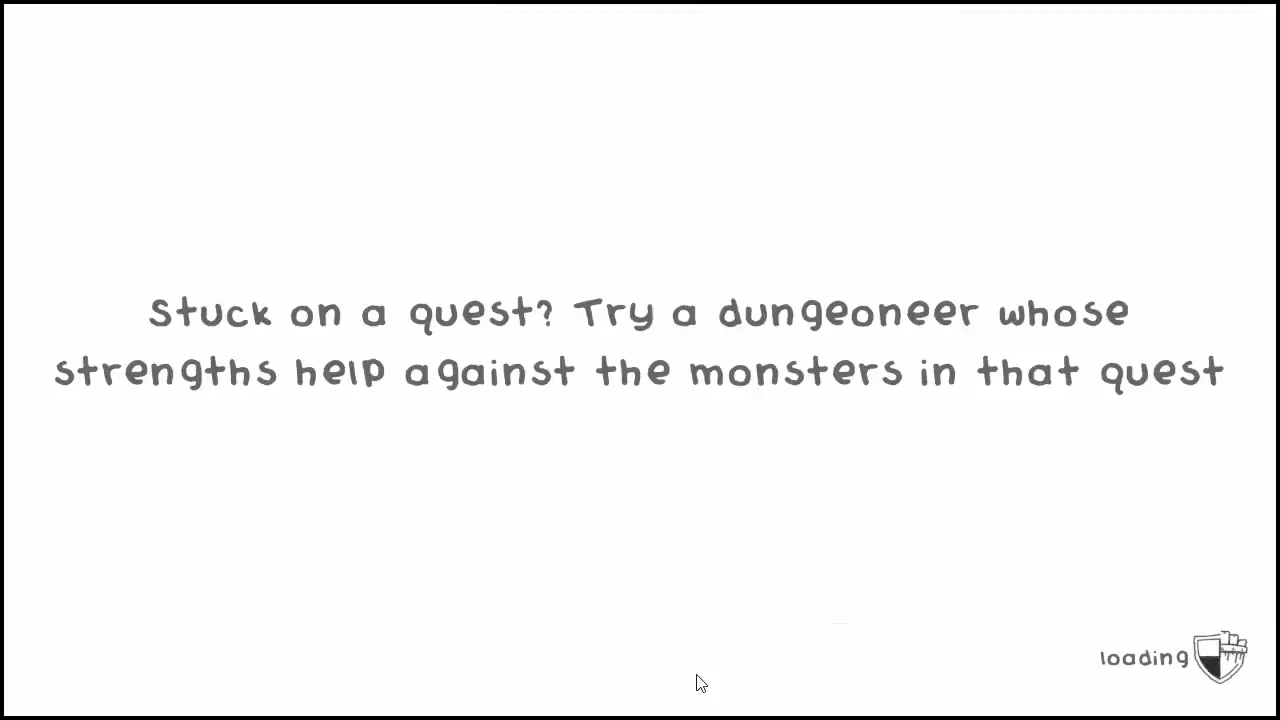 Stuck on a quest? Try a dungeoneer whose
strengths help against the monsters in that quest
loading